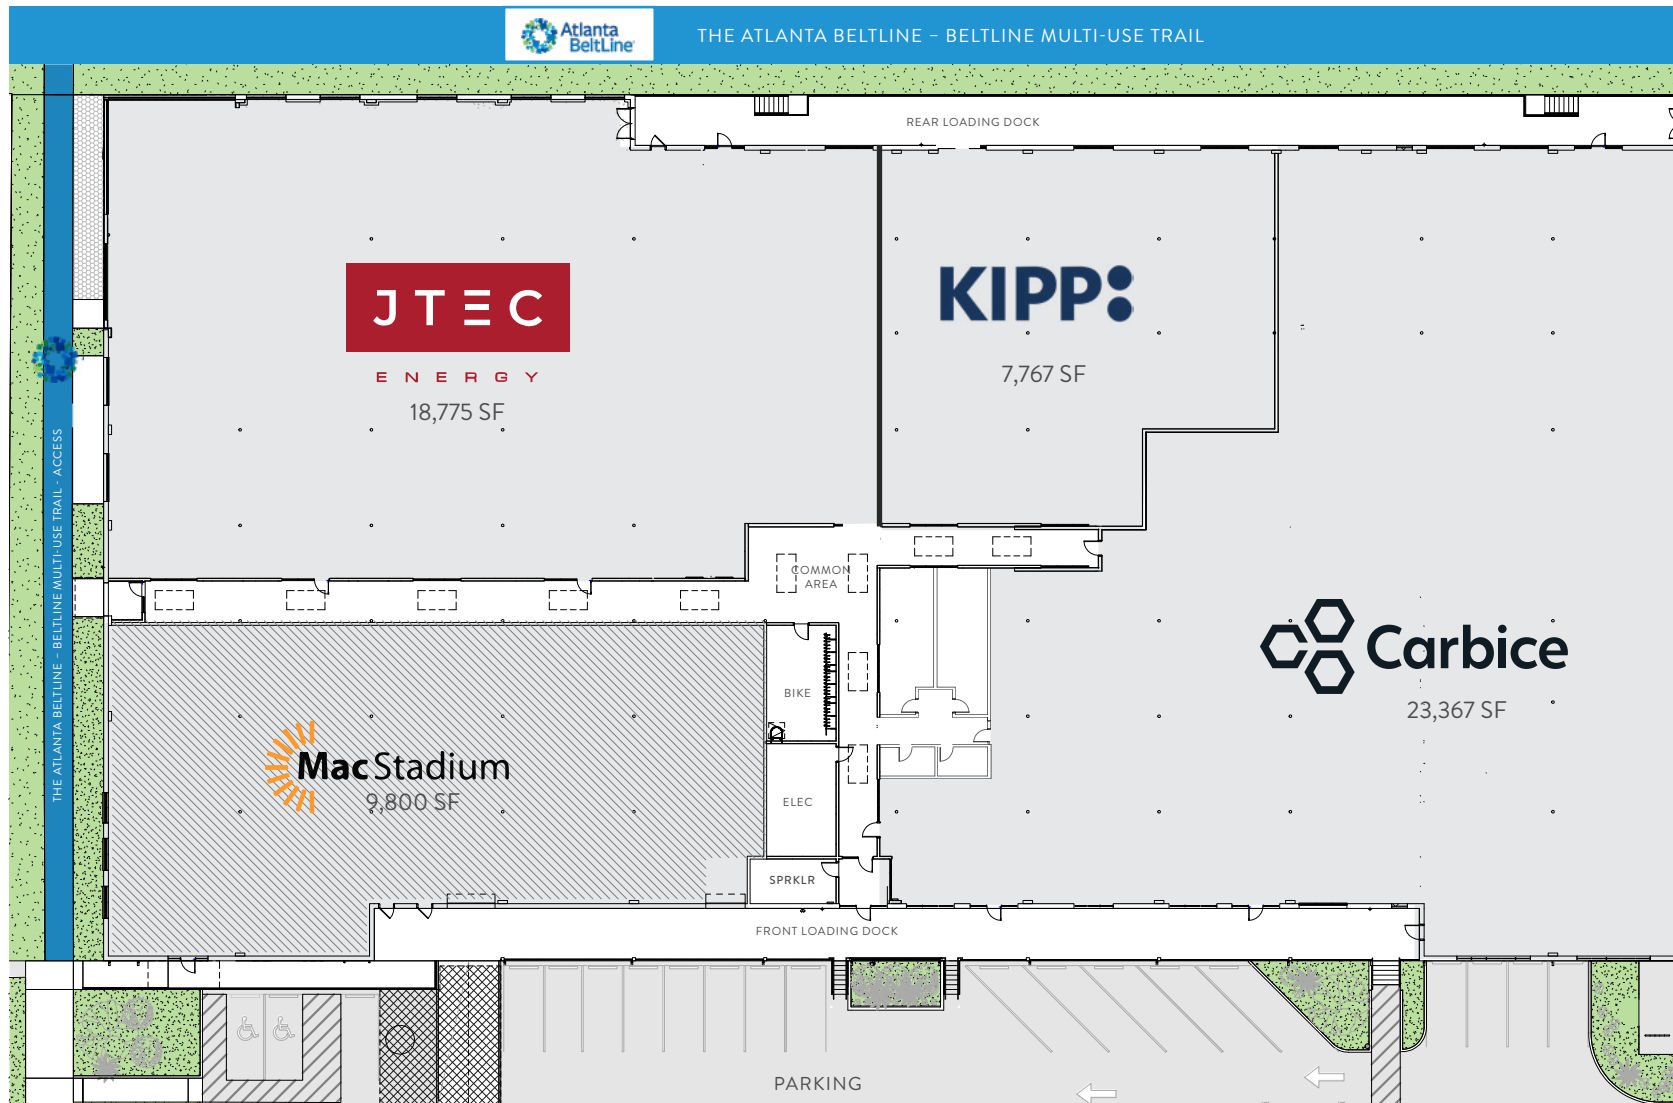 Atlanta
BeltLine
THE ATLANTA BELTLINE – BELTLINE MULTI-USE TRAIL
REAR LOADING DOCK
JTEC
ENERGY
18,775 SF
KIPP:
7,767 SF
THE ATLANTA BELTLINE – BELTLINE MULTI-USE TRAIL - ACCESS
COMMON
AREA
Carbice
23,367 SF
BIKE
MacStadium
9,800 SF
ELEC
SPRKLR
FRONT LOADING DOCK
PARKING